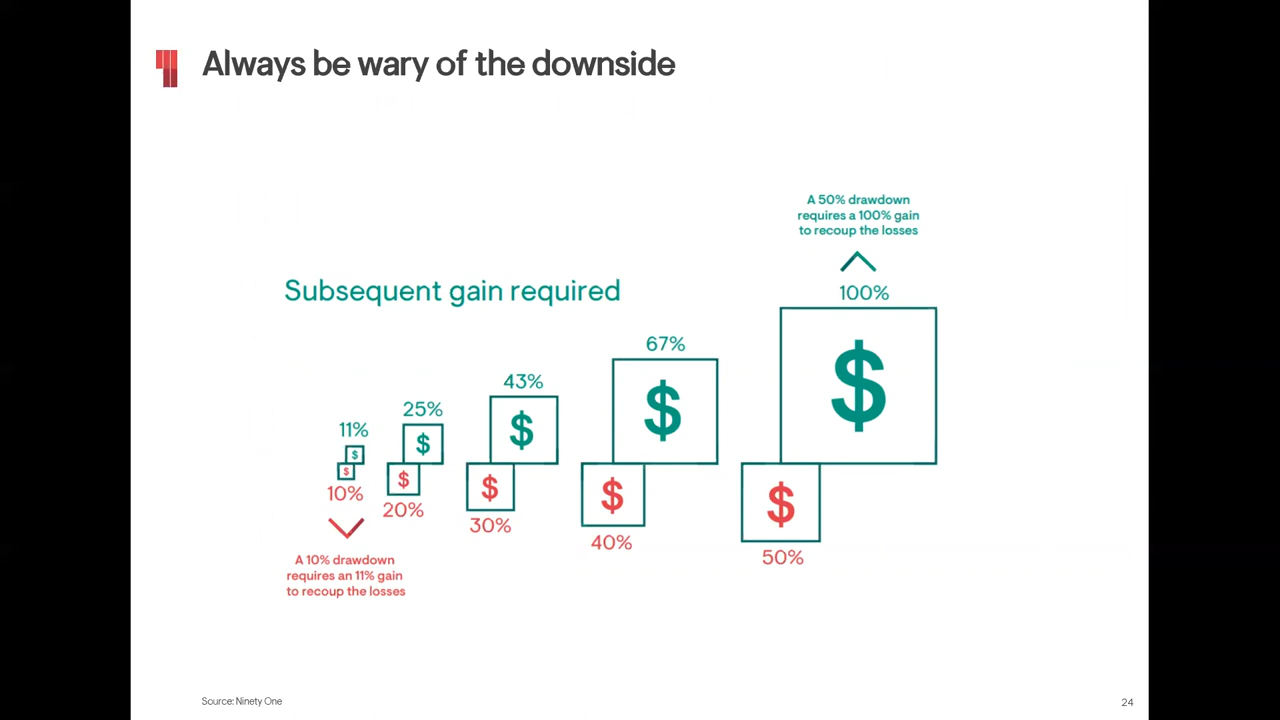 Always be wary of the downside
A 50% drawdown
requires a 100% gain
to recoup the losses
Subsequent gain required
100%
67%
43%
25%
11%
$
$
$
$
$
$
$
$
$
$
10%
20%
30%
40%
50%
A 10% drawdown
requires an 11% gain
to recoup the losses
Source: Ninety One
24